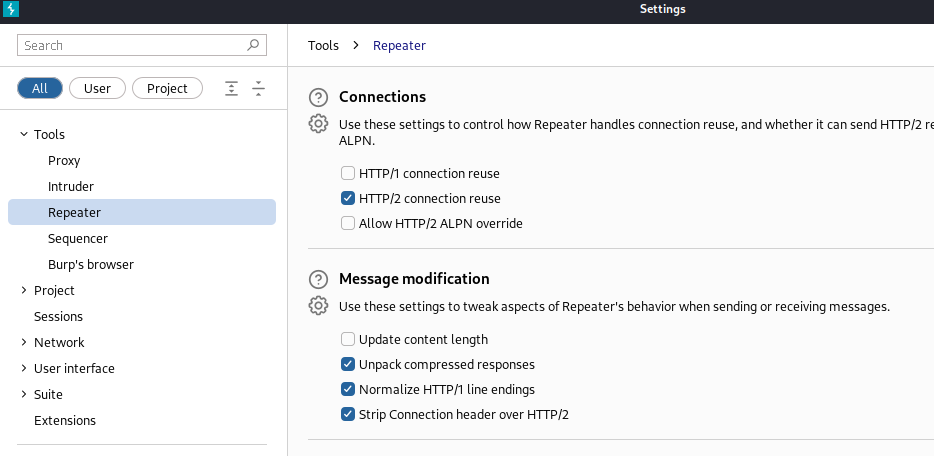 Settings
Search
All User Project
Tools
Proxy
Intruder
Repeater
Sequencer
Burp's browser
Project
Sessions
Network
User interface
Suite
Extensions
Tools > Repeater
Connections
Use these settings to control how Repeater handles connection reuse, and whether it can send HTTP/2
ALPN.
HTTP/1 connection reuse
HTTP/2 connection reuse
Allow HTTP/2 ALPN override
Message modification
Use these settings to tweak aspects of Repeater's behavior when sending or receiving messages.
Update content length
Unpack compressed responses
Normalize HTTP/1 line endings
Strip Connection header over HTTP/2